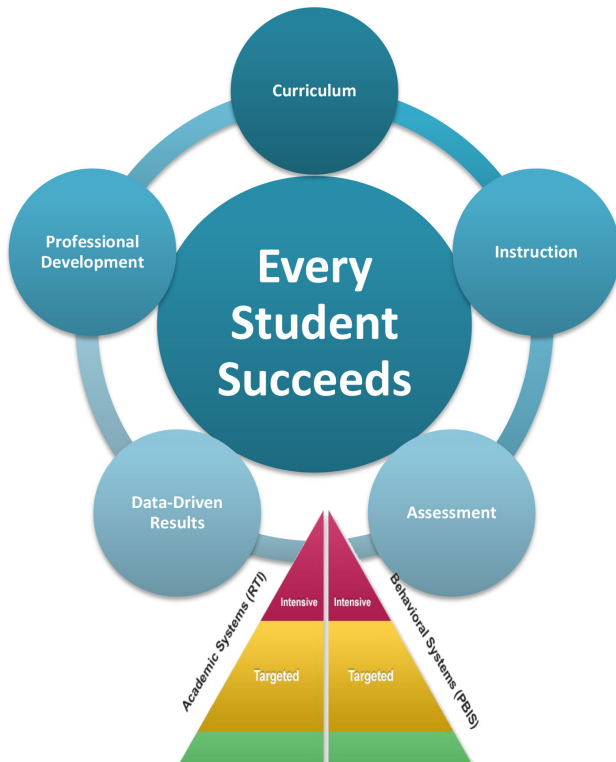 Curriculum
Professional
Development
Instruction
Every
Student
Succeeds
Data-Driven
Results
Assessment
Academic Systems (RTI)
Behavioral Systems (PBIS)
Intensive
Intensive
Targeted
Targeted